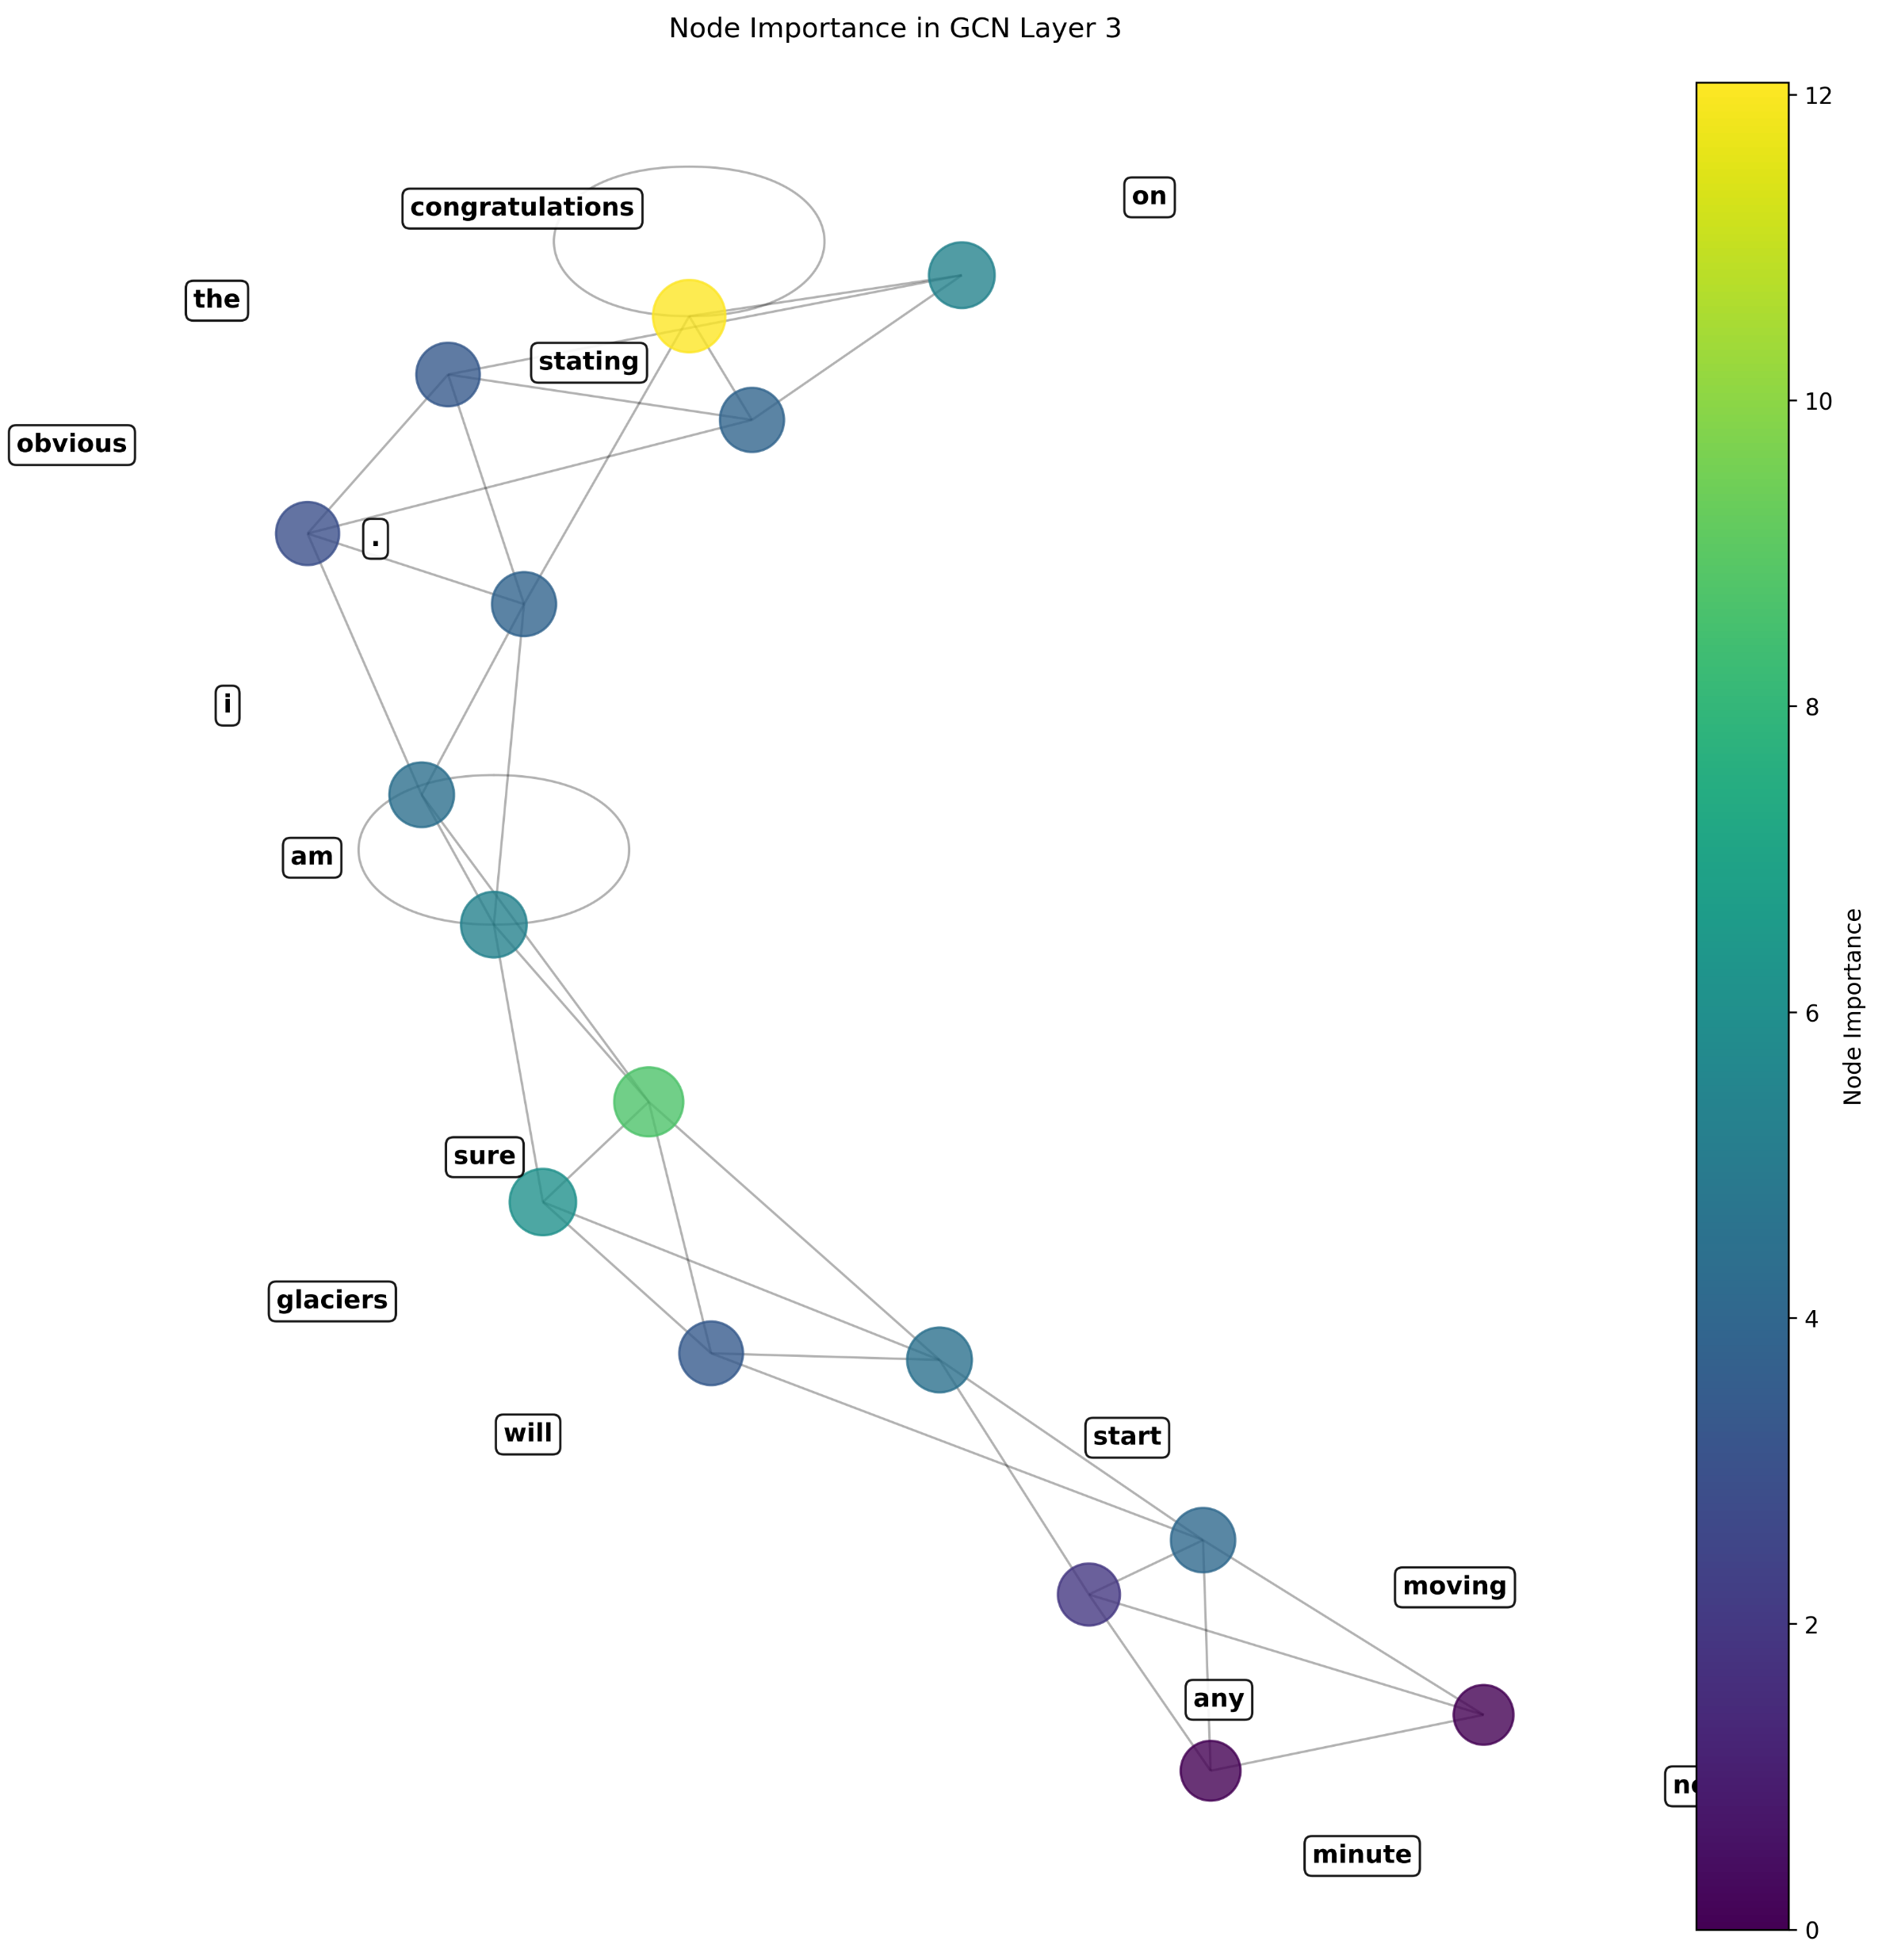 Node Importance in GCN Layer 3
12
on
congratulations
the
stating
10
obvious
.
8
i
am
6
Node Importance
sure
glaciers
4
will
start
2
moving
any
minute
0